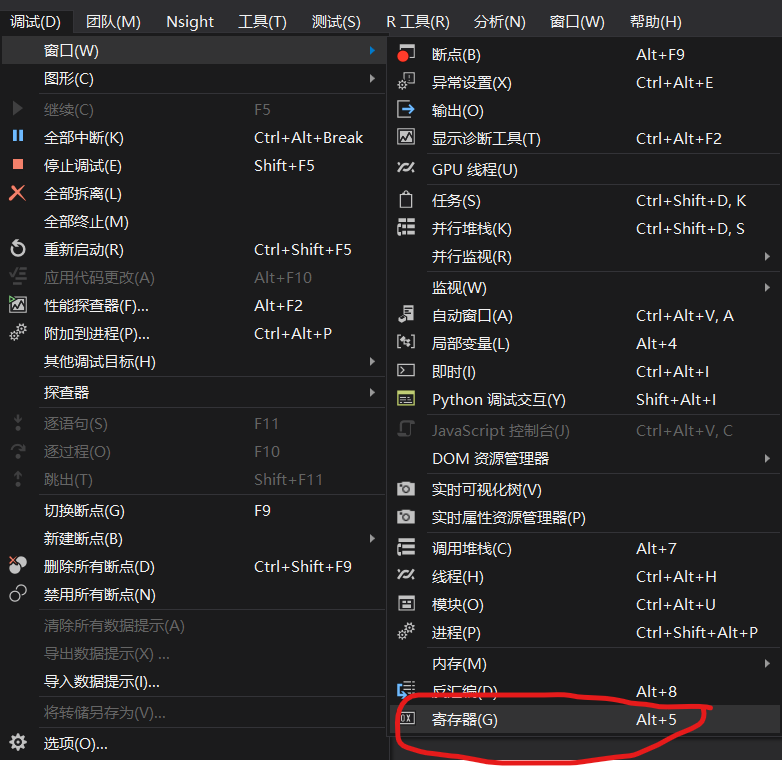 调试(D) 团队(M) Nsight 工具(T) 测试(S) R 工具(R) 分析(N) 窗口(W) 帮助(H)
窗口(W)
图形(C)
继续(C) F5
全部中断(K) Ctrl+Alt+Break
停止调试(E) Shift+F5
全部拆离(L)
全部终止(M)
重新启动(R) Ctrl+Shift+F5
应用代码更改(A) Alt+F10
性能探查器(F)... Alt+F2
附加到进程(P)... Ctrl+Alt+P
其他调试目标(H)
探查器
逐语句(S) F11
逐过程(O) F10
跳出(T) Shift+F11
切换断点(G) F9
新建断点(B)
删除所有断点(D) Ctrl+Shift+F9
禁用所有断点(N)
清除所有数据提示(A)
导出数据提示(X) ...
导入数据提示(I)...
将转储另存为(V)...
选项(O)...
断点(B) Alt+F9
异常设置(X) Ctrl+Alt+E
输出(O)
显示诊断工具(T) Ctrl+Alt+F2
GPU 线程(U)
任务(S) Ctrl+Shift+D, K
并行堆栈(K) Ctrl+Shift+D, S
并行监视(R)
监视(W)
自动窗口(A) Ctrl+Alt+V, A
局部变量(L) Alt+4
即时(I) Ctrl+Alt+I
Python 调试交互(Y) Shift+Alt+I
JavaScript 控制台(J) Ctrl+Alt+V, C
DOM 资源管理器
实时可视化树(V)
实时属性资源管理器(P)
调用堆栈(C) Alt+7
线程(H) Ctrl+Alt+H
模块(O) Ctrl+Alt+U
进程(P) Ctrl+Shift+Alt+P
内存(M)
反汇编(D) Alt+8
寄存器(G) Alt+5